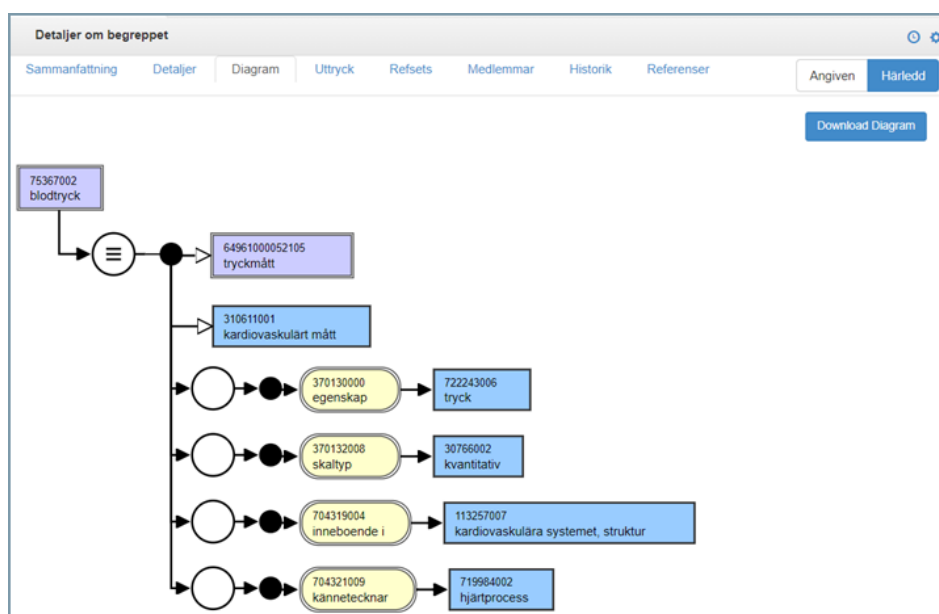 Detaljer om begreppet
Sammanfattning Detaljer Diagram Uttryck Refsets Medlemmar Historik Referenser Angiven Härledd
Download Diagram
75367002
blodtryck
64961000052105
tryckmått
310611001
kardiovaskulärt mått
370130000
egenskap
722243006
tryck
370132008
skaltyp
30766002
kvantitativ
704319004
inneboende i
113257007
kardiovaskulära systemet, struktur
704321009
kännetecknar
719984002
hjärtprocess